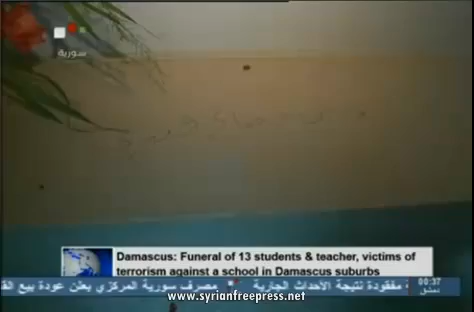 سورية
Damascus: Funeral of 13 students & teacher, victims of
terrorism against a school in Damascus suburbs
00:37
مفقودة نتيجة الأحداث الجارية • مصرف سورية المركزي يعلن عودة بيع الق
دمشق
www.syrianfreepress.net